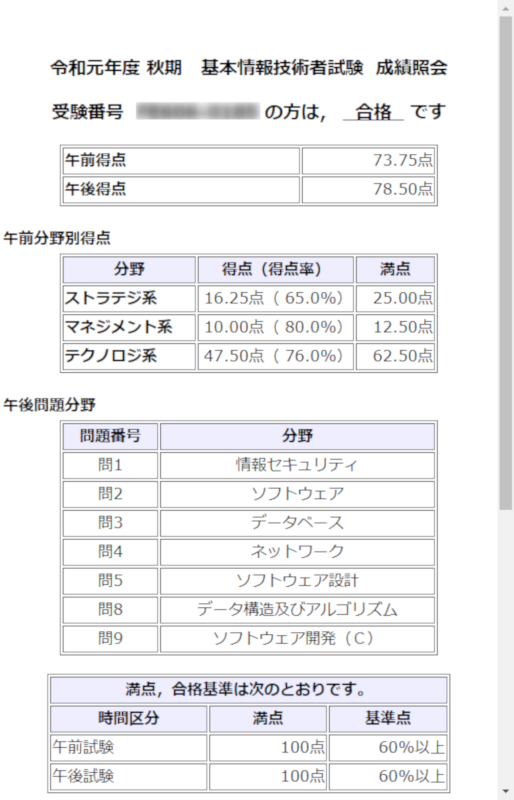 令和元年度 秋期　基本情報技術者試験　成績照会
受験番号 の方は， 合格 です
午前得点 73.75点
午後得点 78.50点
午前分野別得点
分野 得点（得点率） 満点
ストラテジ系 16.25点（ 65.0%） 25.00点
マネジメント系 10.00点（ 80.0%） 12.50点
テクノロジ系 47.50点（ 76.0%） 62.50点
午後問題分野
問題番号 分野
問1 情報セキュリティ
問2 ソフトウェア
問3 データベース
問4 ネットワーク
問5 ソフトウェア設計
問8 データ構造及びアルゴリズム
問9 ソフトウェア開発（Ｃ）
満点，合格基準は次のとおりです。
時間区分 満点 基準点
午前試験 100点 60%以上
午後試験 100点 60%以上